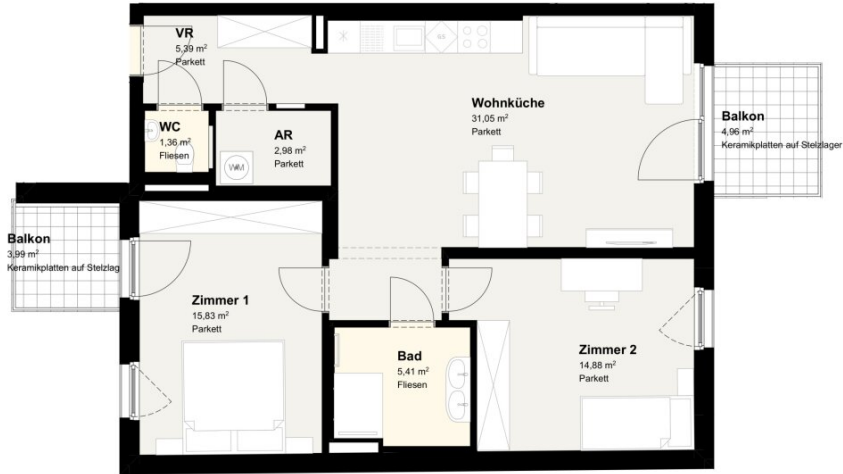 VR
5,39 m²
Parkett
WC
1,36 m²
Fliesen
AR
2,98 m²
Parkett
WM
GS
Wohnküche
31,05 m²
Parkett
Balkon
4,96 m²
Keramikplatten auf Stelzlager
Balkon
3,99 m²
Keramikplatten auf Stelzlag
Zimmer 1
15,83 m²
Parkett
Bad
5,41 m²
Fliesen
Zimmer 2
14,88 m²
Parkett